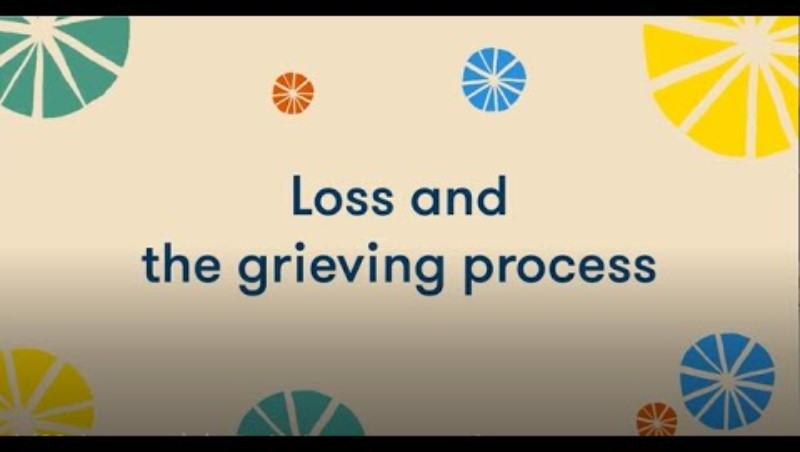 Loss and
the grieving process